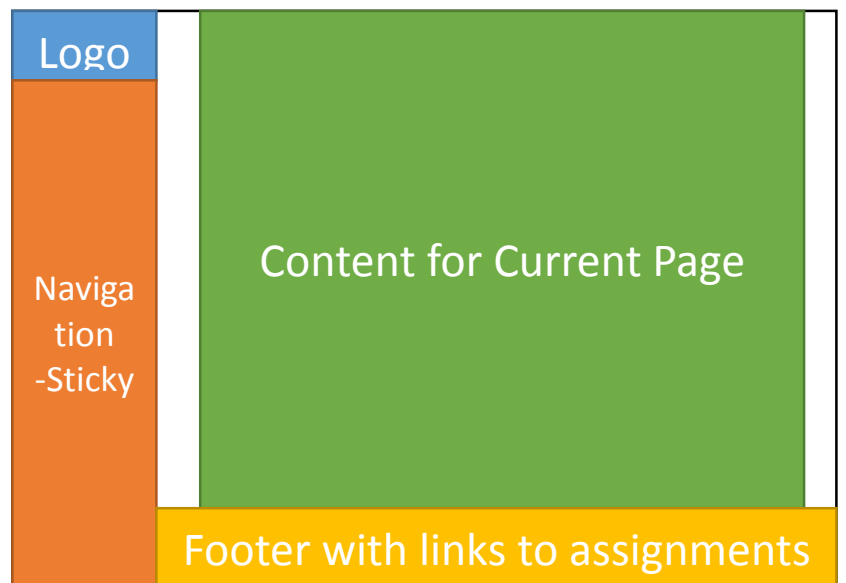 Logo
Content for Current Page
Naviga
tion
-Sticky
Footer with links to assignments